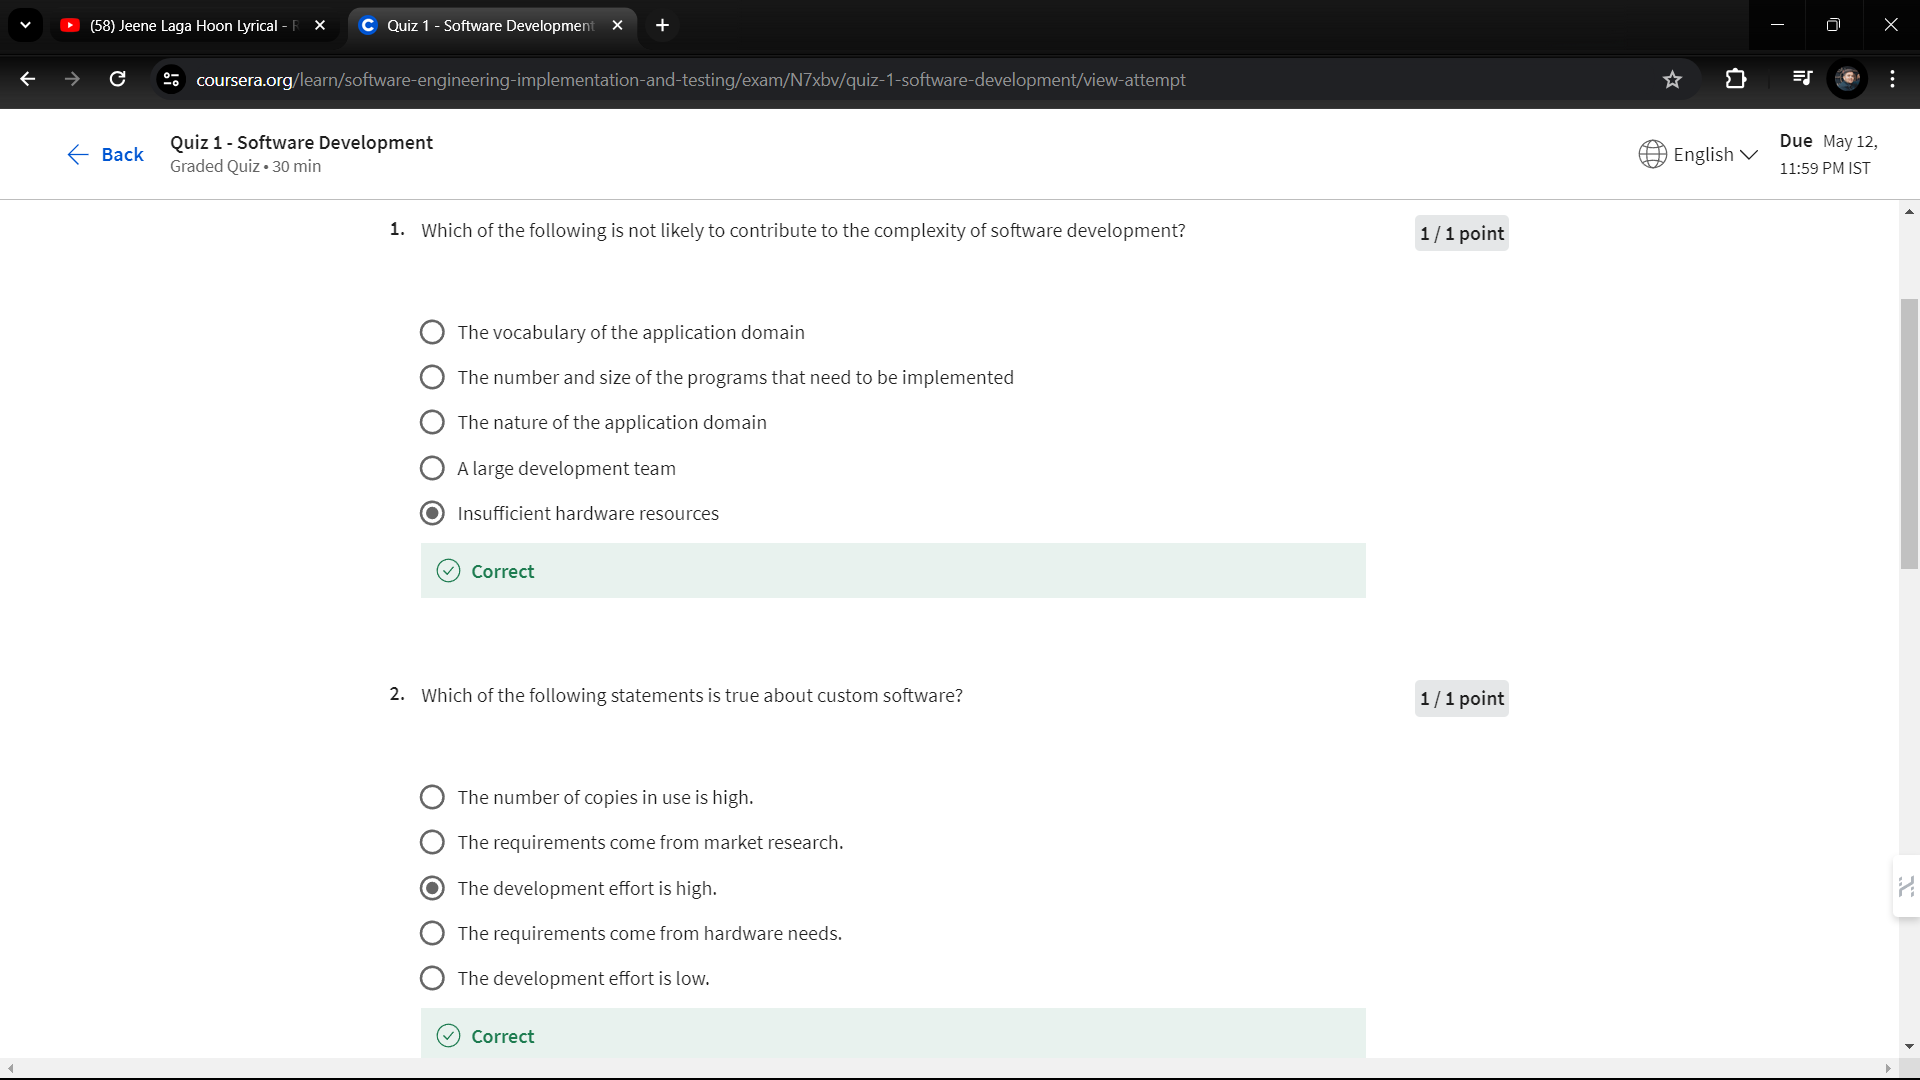 (58) Jeene Laga Hoon Lyrical -
Quiz 1 - Software Development
coursera.org/learn/software-engineering-implementation-and-testing/exam/N7xbv/quiz-1-software-development/view-attempt
Back
Quiz 1 - Software Development
Graded Quiz • 30 min
English
Due May 12,
11:59 PM IST
1. Which of the following is not likely to contribute to the complexity of software development?
1 / 1 point
The vocabulary of the application domain
The number and size of the programs that need to be implemented
The nature of the application domain
A large development team
Insufficient hardware resources
Correct
2. Which of the following statements is true about custom software?
1 / 1 point
The number of copies in use is high.
The requirements come from market research.
The development effort is high.
The requirements come from hardware needs.
The development effort is low.
Correct